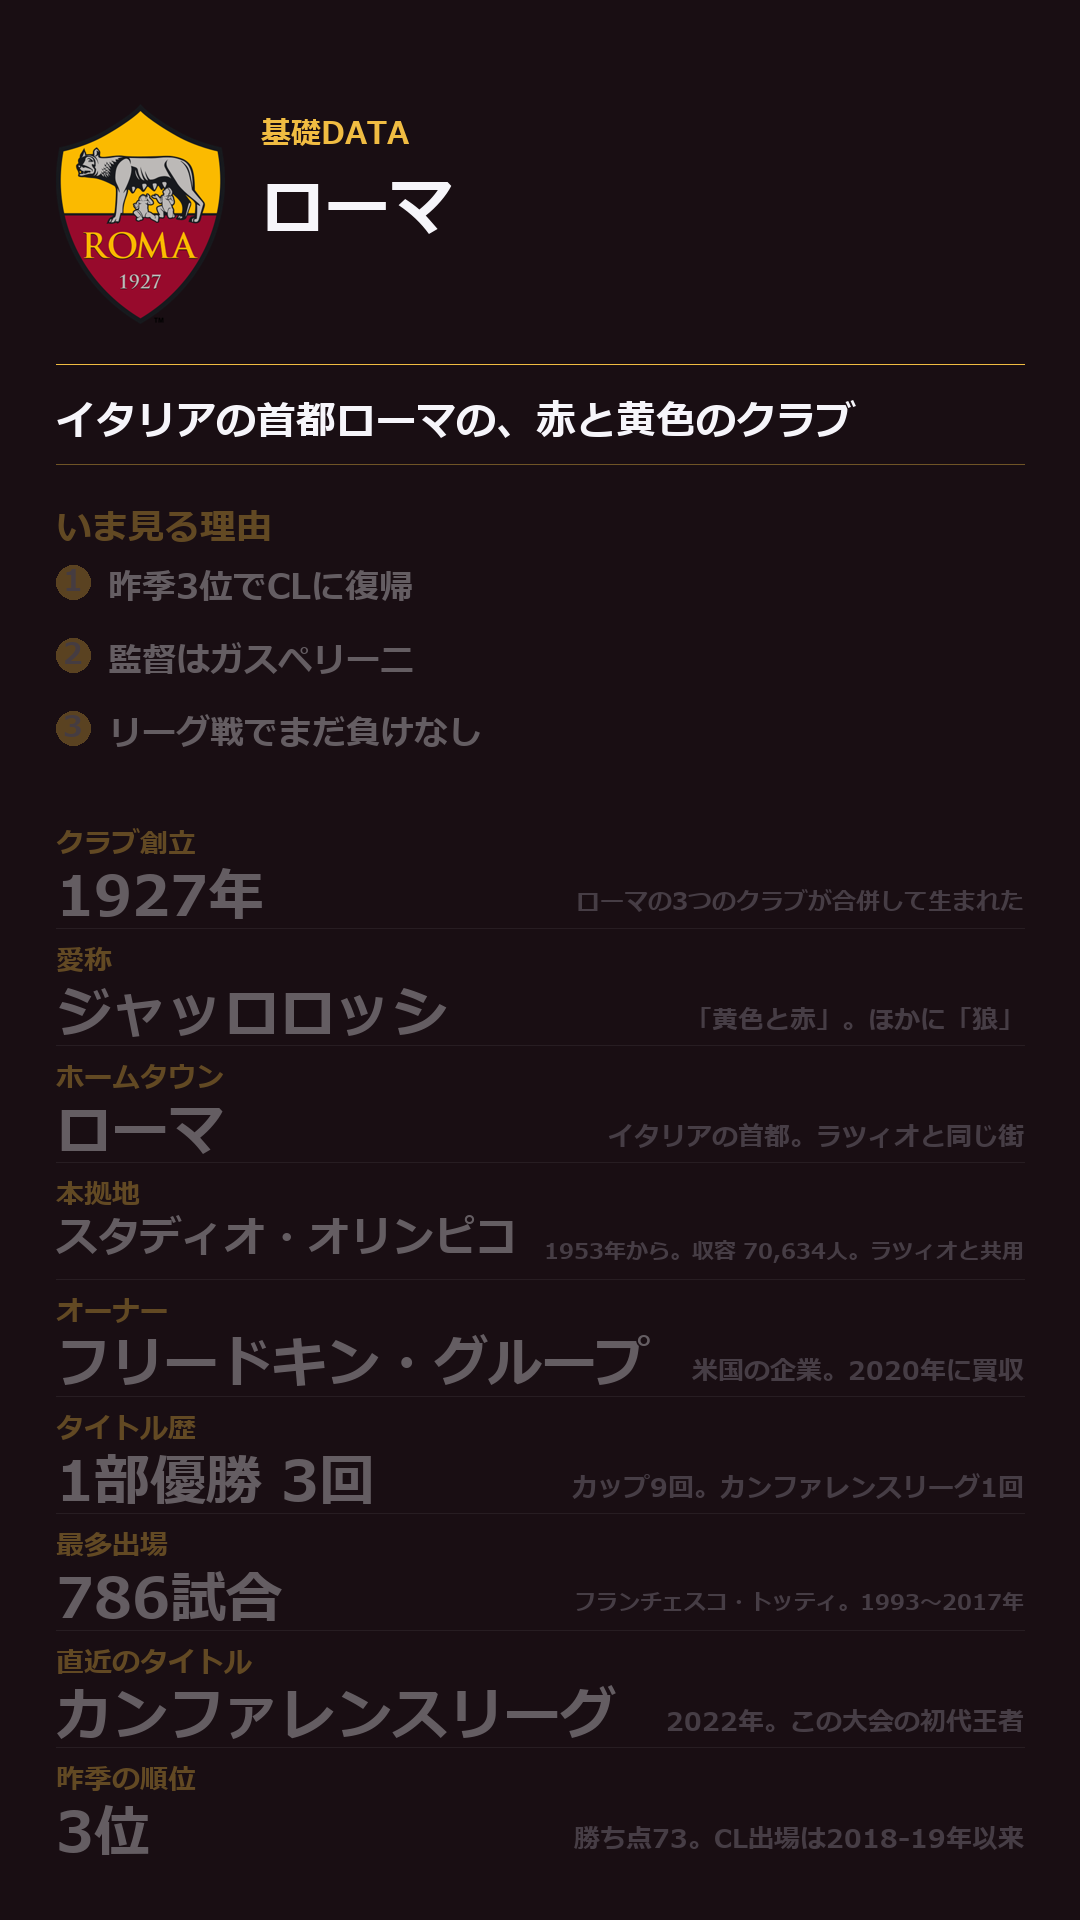 基礎DATA
ローマ
ROMA
1927
TM
イタリアの首都ローマの、赤と黄色のクラブ
いま見る理由
1 昨季3位でCLに復帰
2 監督はガスペリーニ
3 リーグ戦でまだ負けなし
クラブ創立
1927年 ローマの3つのクラブが合併して生まれた
愛称
ジャッロロッシ 「黄色と赤」。ほかに「狼」
ホームタウン
ローマ イタリアの首都。ラツィオと同じ街
本拠地
スタディオ・オリンピコ 1953年から。収容 70,634人。ラツィオと共用
オーナー
フリードキン・グループ 米国の企業。2020年に買収
タイトル歴
1部優勝 3回 カップ9回。カンファレンスリーグ1回
最多出場
786試合 フランチェスコ・トッティ。1993〜2017年
直近のタイトル
カンファレンスリーグ 2022年。この大会の初代王者
昨季の順位
3位 勝ち点73。CL出場は2018-19年以来